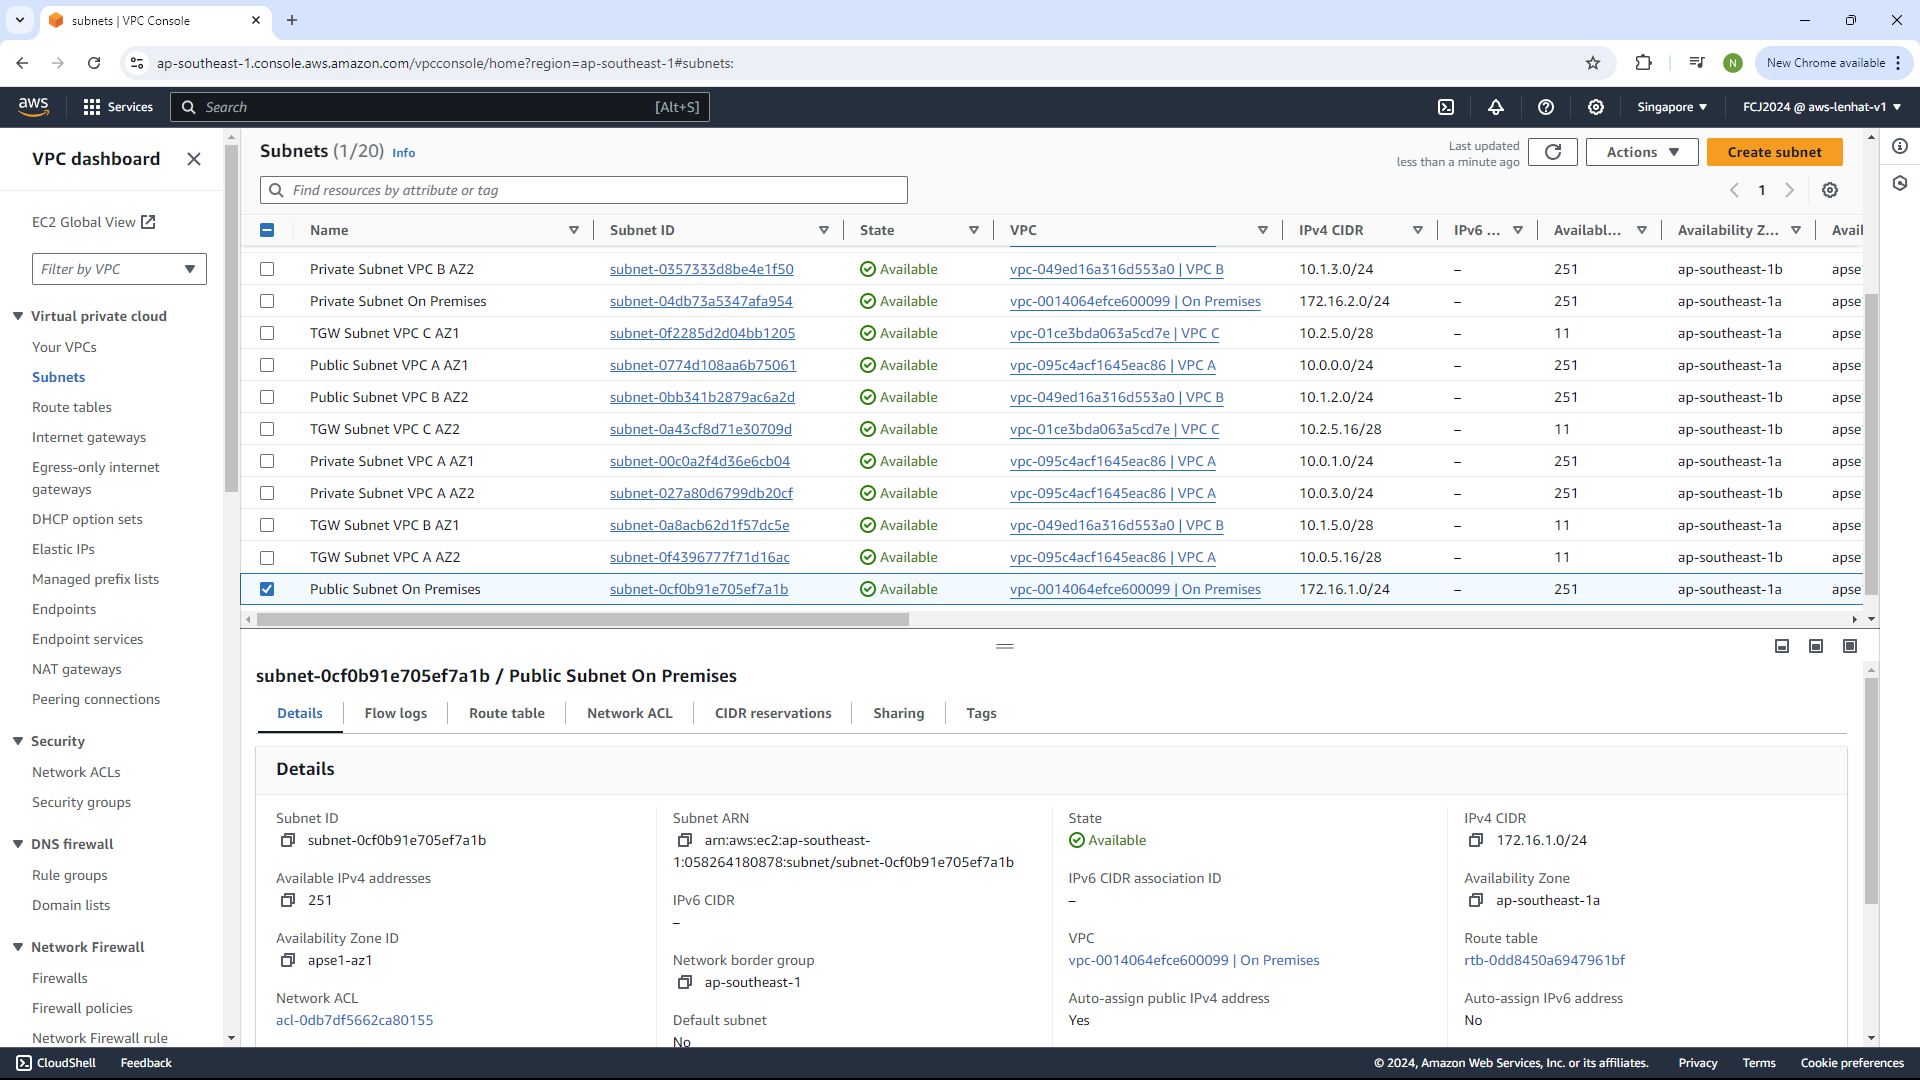 subnets | VPC Console
ap-southeast-1.console.aws.amazon.com/vpcconsole/home?region=ap-southeast-1#subnets:
N
New Chrome available
aws
Services
Search
[Alt+S]
Singapore
FCJ2024 @ aws-lenhat-v1
VPC dashboard
EC2 Global View
Filter by VPC
Virtual private cloud
Your VPCs
Subnets
Route tables
Internet gateways
Egress-only internet
gateways
DHCP option sets
Elastic IPs
Managed prefix lists
Endpoints
Endpoint services
NAT gateways
Peering connections
Security
Network ACLs
Security groups
DNS firewall
Rule groups
Domain lists
Network Firewall
Firewalls
Firewall policies
Network Firewall rule
Subnets (1/20) Info
Last updated
less than a minute ago
Actions
Create subnet
Find resources by attribute or tag
1
Name Subnet ID State VPC IPv4 CIDR IPv6 ... Availabl... Availability Z... Avail
Private Subnet VPC B AZ2 subnet-0357333d8be4e1f50 Available vpc-049ed16a316d553a0 | VPC B 10.1.3.0/24 – 251 ap-southeast-1b apse
Private Subnet On Premises subnet-04db73a5347afa954 Available vpc-0014064efce600099 | On Premises 172.16.2.0/24 – 251 ap-southeast-1a apse
TGW Subnet VPC C AZ1 subnet-0f2285d2d04bb1205 Available vpc-01ce3bda063a5cd7e | VPC C 10.2.5.0/28 – 11 ap-southeast-1a apse
Public Subnet VPC A AZ1 subnet-0774d108aa6b75061 Available vpc-095c4acf1645eac86 | VPC A 10.0.0.0/24 – 251 ap-southeast-1a apse
Public Subnet VPC B AZ2 subnet-0bb341b2879ac6a2d Available vpc-049ed16a316d553a0 | VPC B 10.1.2.0/24 – 251 ap-southeast-1b apse
TGW Subnet VPC C AZ2 subnet-0a43cf8d71e30709d Available vpc-01ce3bda063a5cd7e | VPC C 10.2.5.16/28 – 11 ap-southeast-1b apse
Private Subnet VPC A AZ1 subnet-00c0a2f4d36e6cb04 Available vpc-095c4acf1645eac86 | VPC A 10.0.1.0/24 – 251 ap-southeast-1a apse
Private Subnet VPC A AZ2 subnet-027a80d6799db20cf Available vpc-095c4acf1645eac86 | VPC A 10.0.3.0/24 – 251 ap-southeast-1b apse
TGW Subnet VPC B AZ1 subnet-0a8acb62d1f57dc5e Available vpc-049ed16a316d553a0 | VPC B 10.1.5.0/28 – 11 ap-southeast-1a apse
TGW Subnet VPC A AZ2 subnet-0f4396777f71d16ac Available vpc-095c4acf1645eac86 | VPC A 10.0.5.16/28 – 11 ap-southeast-1b apse
Public Subnet On Premises subnet-0cf0b91e705ef7a1b Available vpc-0014064efce600099 | On Premises 172.16.1.0/24 – 251 ap-southeast-1a apse
subnet-0cf0b91e705ef7a1b / Public Subnet On Premises
Details Flow logs Route table Network ACL CIDR reservations Sharing Tags
Details
Subnet ID
subnet-0cf0b91e705ef7a1b
Available IPv4 addresses
251
Availability Zone ID
apse1-az1
Network ACL
acl-0db7df5662ca80155
Subnet ARN
arn:aws:ec2:ap-southeast-
1:058264180878:subnet/subnet-0cf0b91e705ef7a1b
IPv6 CIDR
–
Network border group
ap-southeast-1
Default subnet
No
State
Available
IPv6 CIDR association ID
–
VPC
vpc-0014064efce600099 | On Premises
Auto-assign public IPv4 address
Yes
IPv4 CIDR
172.16.1.0/24
Availability Zone
ap-southeast-1a
Route table
rtb-0dd8450a6947961bf
Auto-assign IPv6 address
No
CloudShell
Feedback
© 2024, Amazon Web Services, Inc. or its affiliates.
Privacy
Terms
Cookie preferences